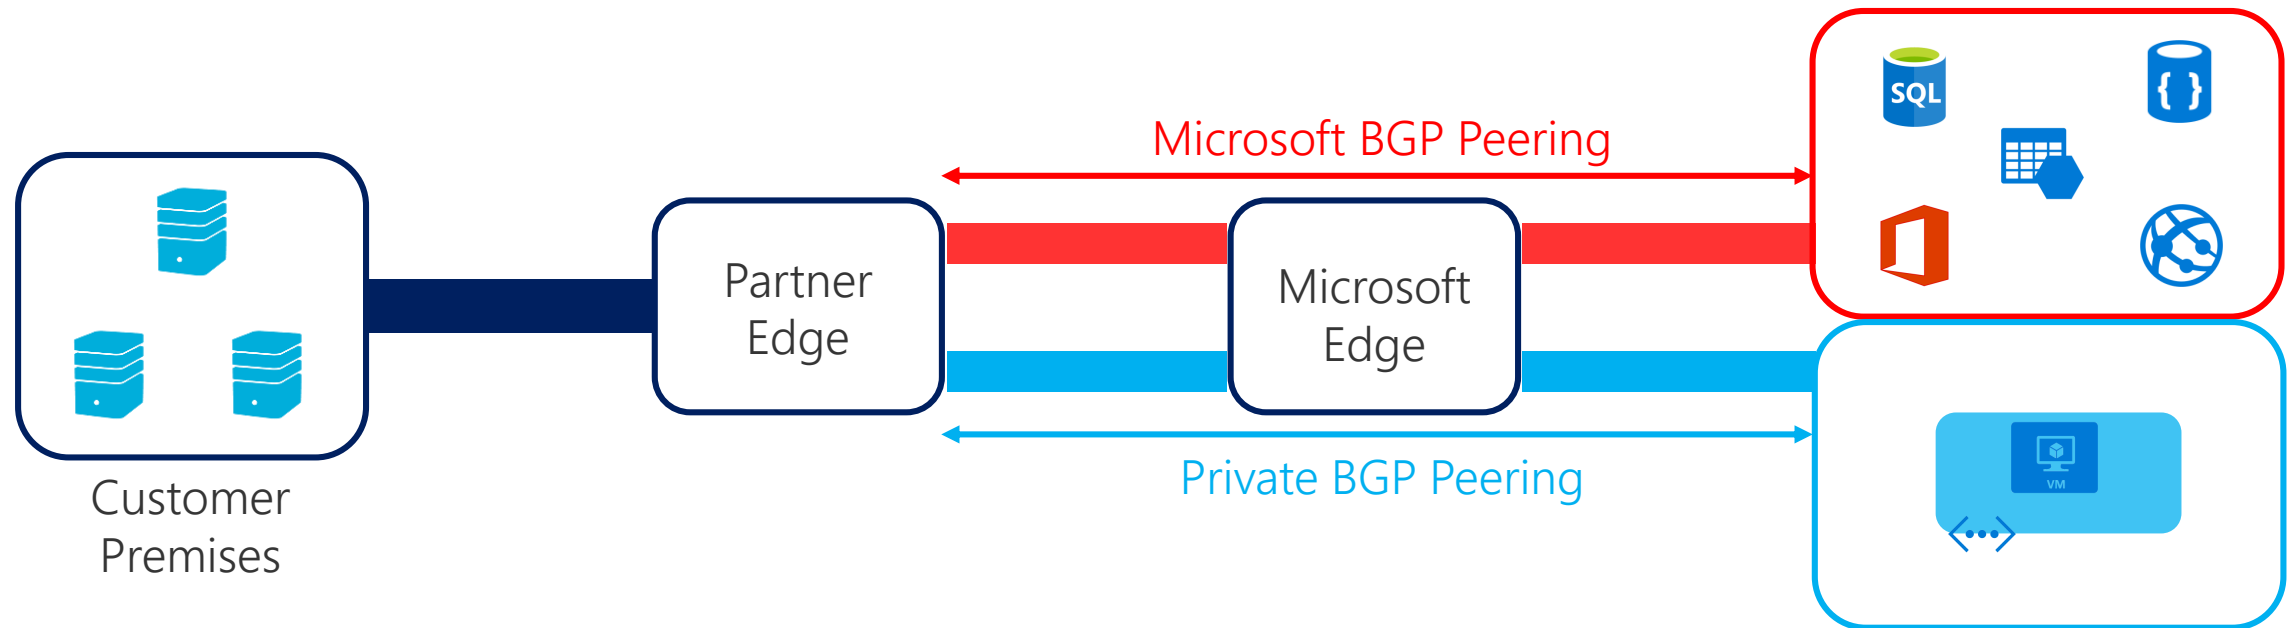 SQL
{ }
Microsoft BGP Peering
Partner
Edge
Microsoft
Edge
VM
Private BGP Peering
Customer
Premises